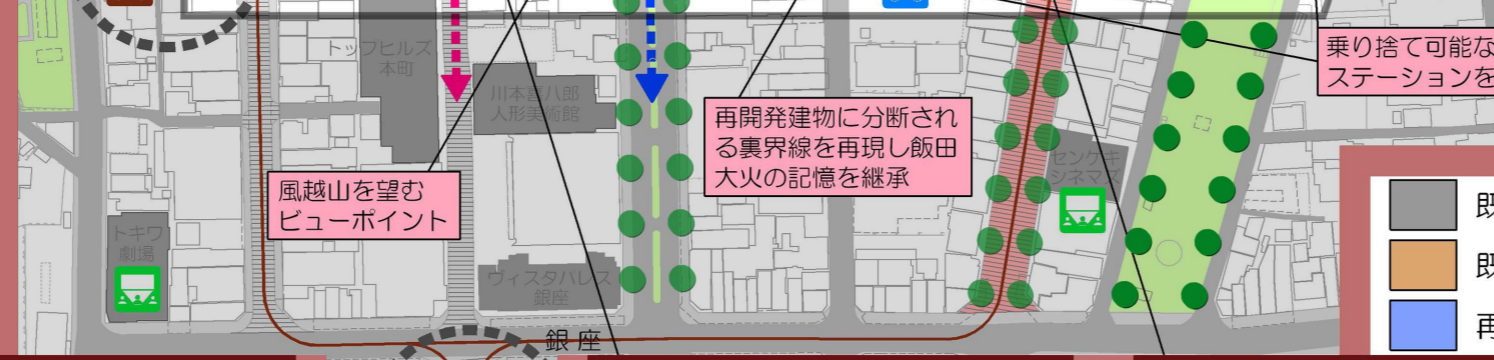 トップヒルズ
本町
川本喜八郎
人形美術館
乗り捨て可能な
ステーションを
再開発建物に分断され
る裏界線を再現し飯田
大火の記憶を継承
センゲキ
シネマズ
風越山を望む
ビューポイント
トキワ
劇場
ヴィスタパレス
銀座
銀座
既
既
再